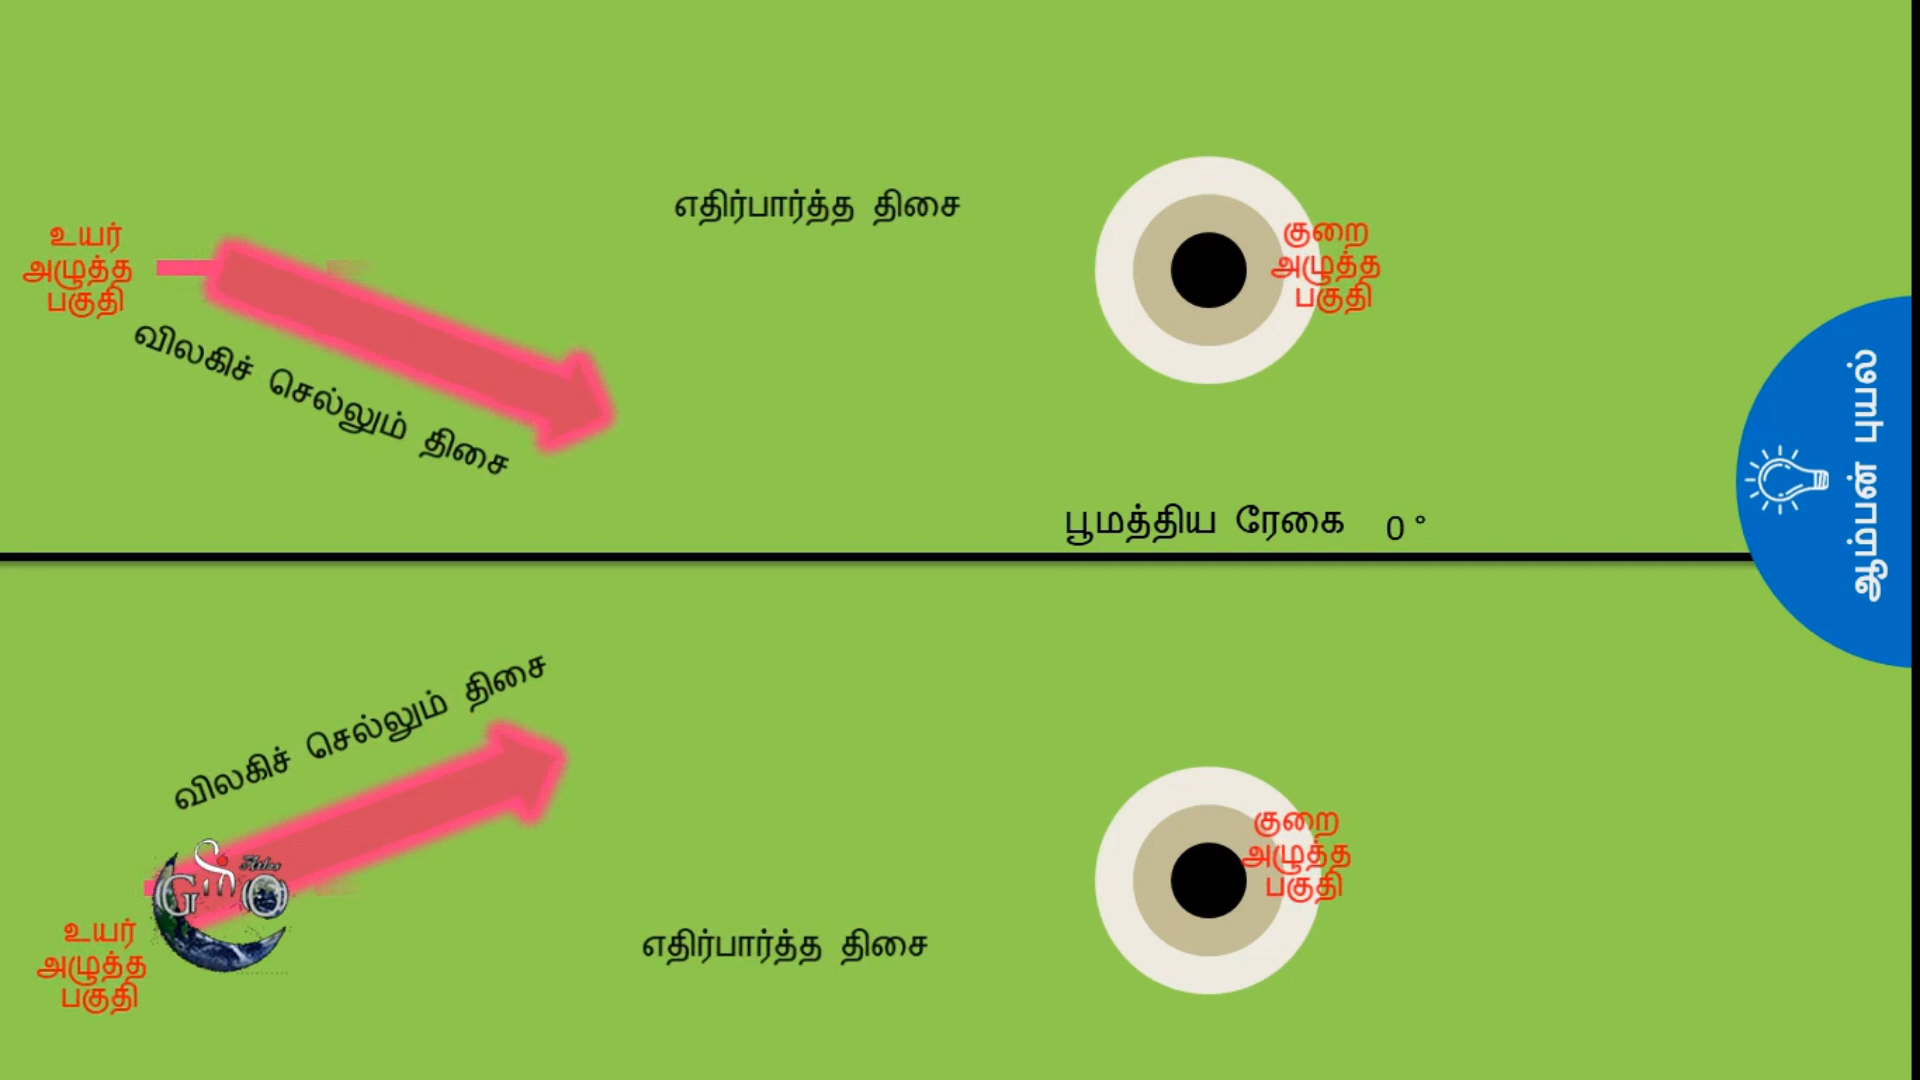 எதிர்பார்த்த திசை
உயர்
அழுத்த
பகுதி
குறை
அழுத்த
பகுதி
விலகிச் செல்லும் திசை
பூமத்திய ரேகை 0°
ஆம்பன் புயல்
விலகிச் செல்லும் திசை
குறை
அழுத்த
பகுதி
உயர்
அழுத்த
பகுதி
எதிர்பார்த்த திசை